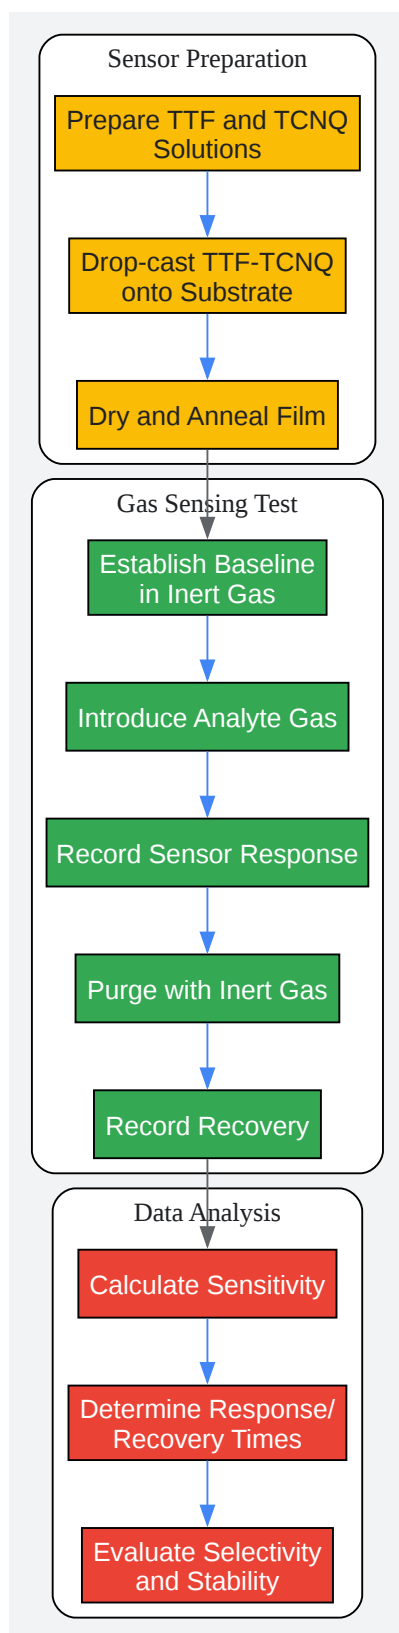 Sensor Preparation
Prepare TTF and TCNQ
Solutions
Drop-cast TTF-TCNQ
onto Substrate
Dry and Anneal Film
Gas Sensing Test
Establish Baseline
in Inert Gas
Introduce Analyte Gas
Record Sensor Response
Purge with Inert Gas
Record Recovery
Data Analysis
Calculate Sensitivity
Determine Response/
Recovery Times
Evaluate Selectivity
and Stability